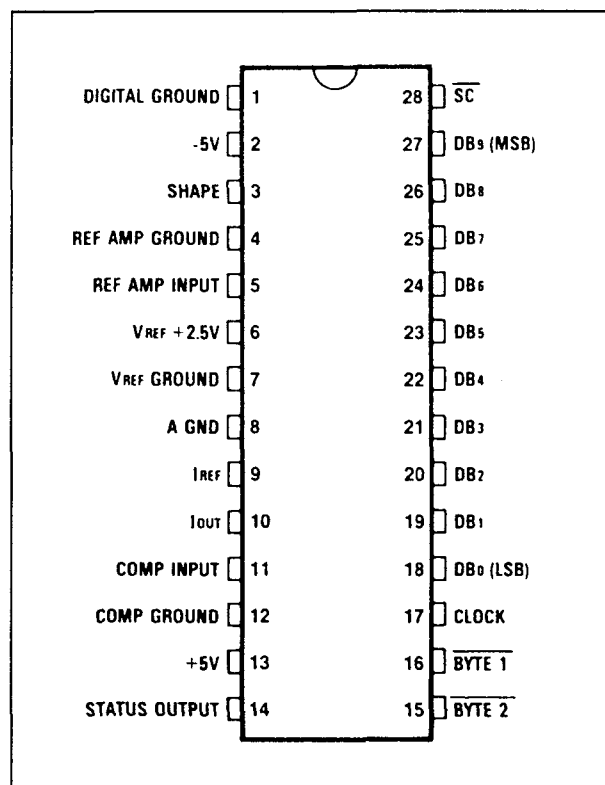 DIGITAL GROUND 1 28 S̅C̅
-5V 2 27 DB₉ (MSB)
SHAPE 3 26 DB₈
REF AMP GROUND 4 25 DB₇
REF AMP INPUT 5 24 DB₆
VREF +2.5V 6 23 DB₅
VREF GROUND 7 22 DB₄
A GND 8 21 DB₃
IREF 9 20 DB₂
IOUT 10 19 DB₁
COMP INPUT 11 18 DB₀ (LSB)
COMP GROUND 12 17 CLOCK
+5V 13 16 B̅Y̅T̅E̅ ̅1̅
STATUS OUTPUT 14 15 B̅Y̅T̅E̅ ̅2̅